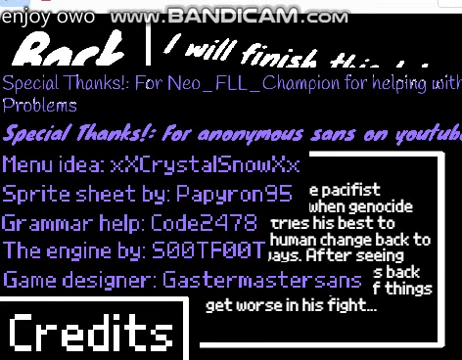 enjoy owo
www.BANDICAM.com
Back
I will finish this
Special Thanks!: For Neo_FLL_Champion for helping with
Problems
Special Thanks!: For anonymous sans on youtube
Menu idea: xXCrystalSnowXx
Sprite sheet by: Papyron95
Grammar help: Code2478
The engine by: S00TF00T
Game designer: Gastermastersans
e pacifist
when genocide
tries his best to
human change back to
ways. After seeing
s back
f things
get worse in his fight...
Credits